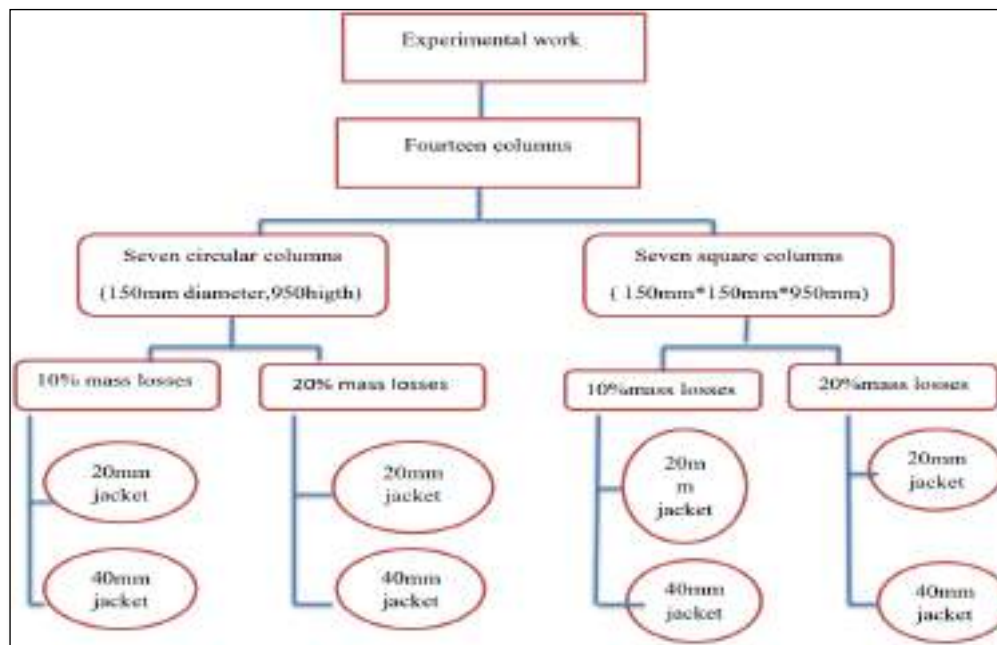 Experimental work
Fourteen columns
Seven circular columns
(150mm diameter,950higth)
Seven square columns
( 150mm*150mm*950mm)
10% mass losses
20% mass losses
10%mass losses
20%mass losses
20mm
jacket
20mm
jacket
20m
m
jacket
20mm
jacket
40mm
jacket
40mm
jacket
40mm
jacket
40mm
jacket